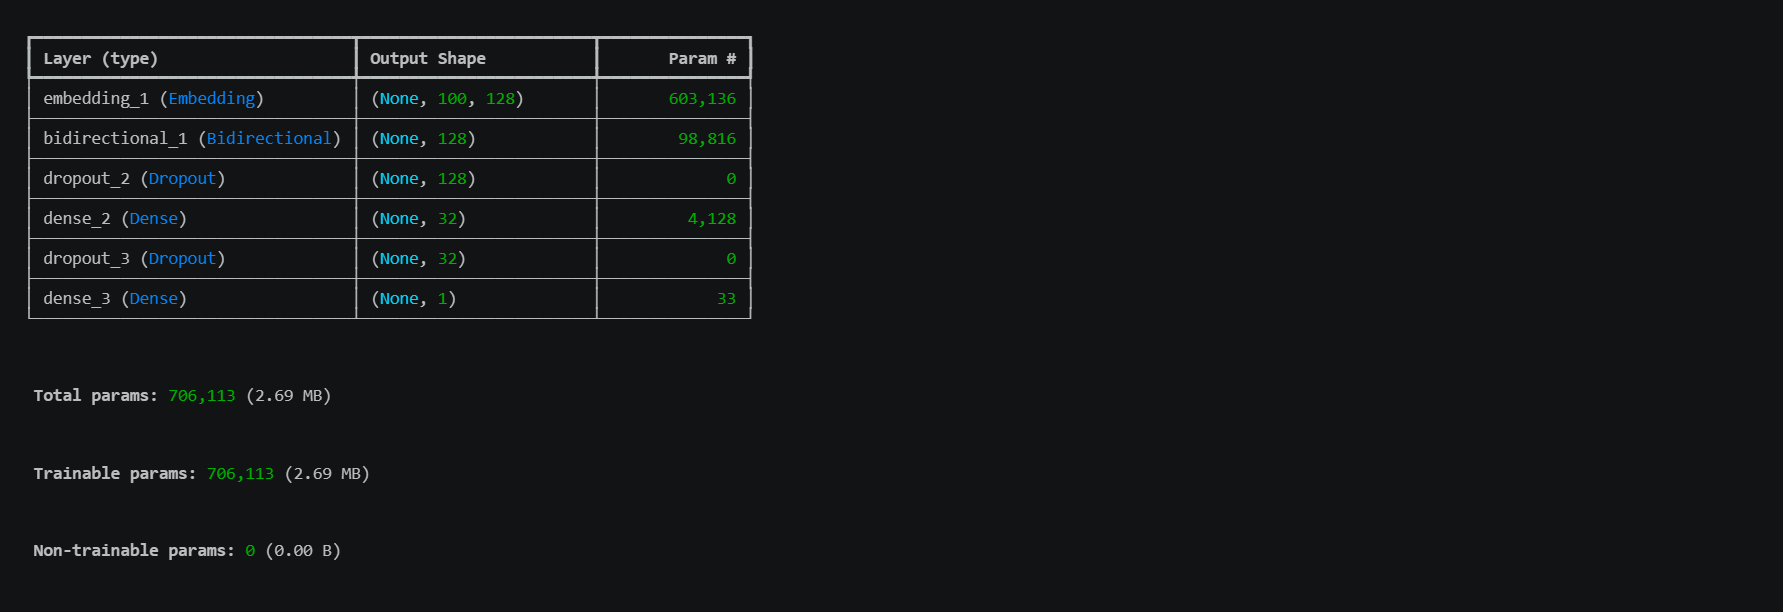 Layer (type) Output Shape Param #
embedding_1 (Embedding) (None, 100, 128) 603,136
bidirectional_1 (Bidirectional) (None, 128) 98,816
dropout_2 (Dropout) (None, 128) 0
dense_2 (Dense) (None, 32) 4,128
dropout_3 (Dropout) (None, 32) 0
dense_3 (Dense) (None, 1) 33
Total params: 706,113 (2.69 MB)
Trainable params: 706,113 (2.69 MB)
Non-trainable params: 0 (0.00 B)